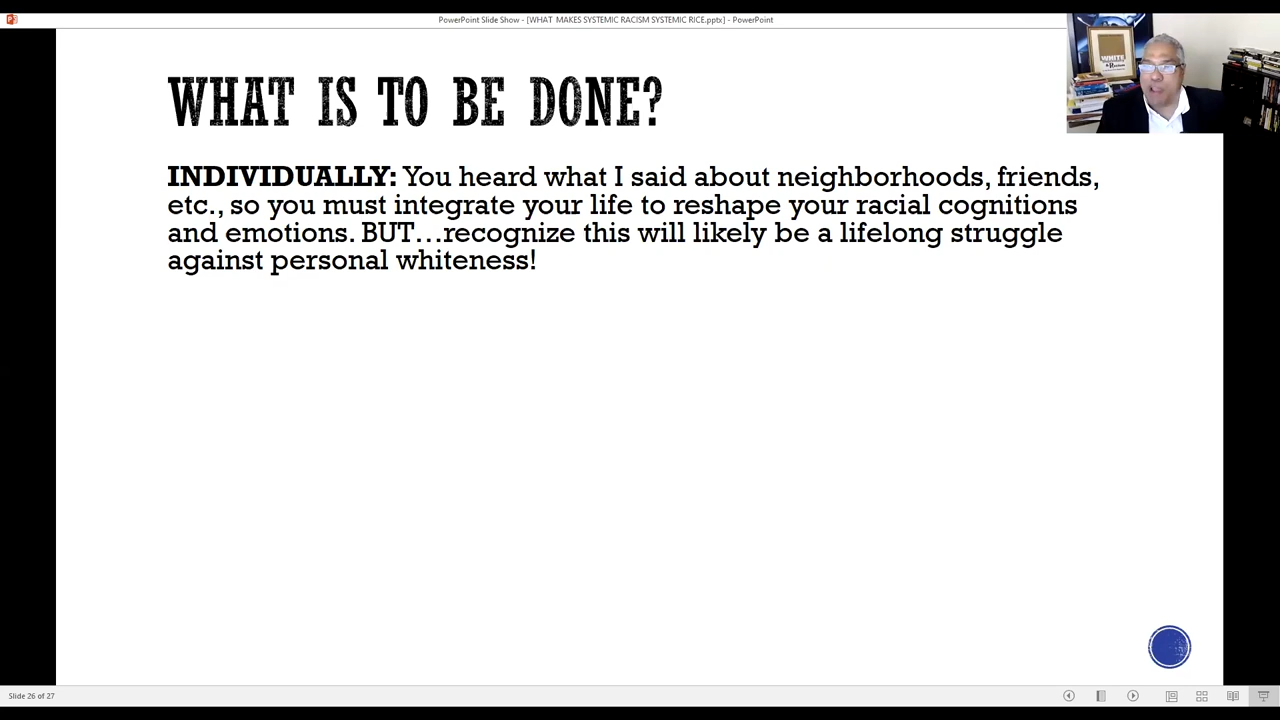 PowerPoint Slide Show - [WHAT MAKES SYSTEMIC RACISM SYSTEMIC RICE.pptx] - PowerPoint
WHAT IS TO BE DONE?
WHITE
INDIVIDUALLY: You heard what I said about neighborhoods, friends,
etc., so you must integrate your life to reshape your racial cognitions
and emotions. BUT...recognize this will likely be a lifelong struggle
against personal whiteness!
Slide 26 of 27